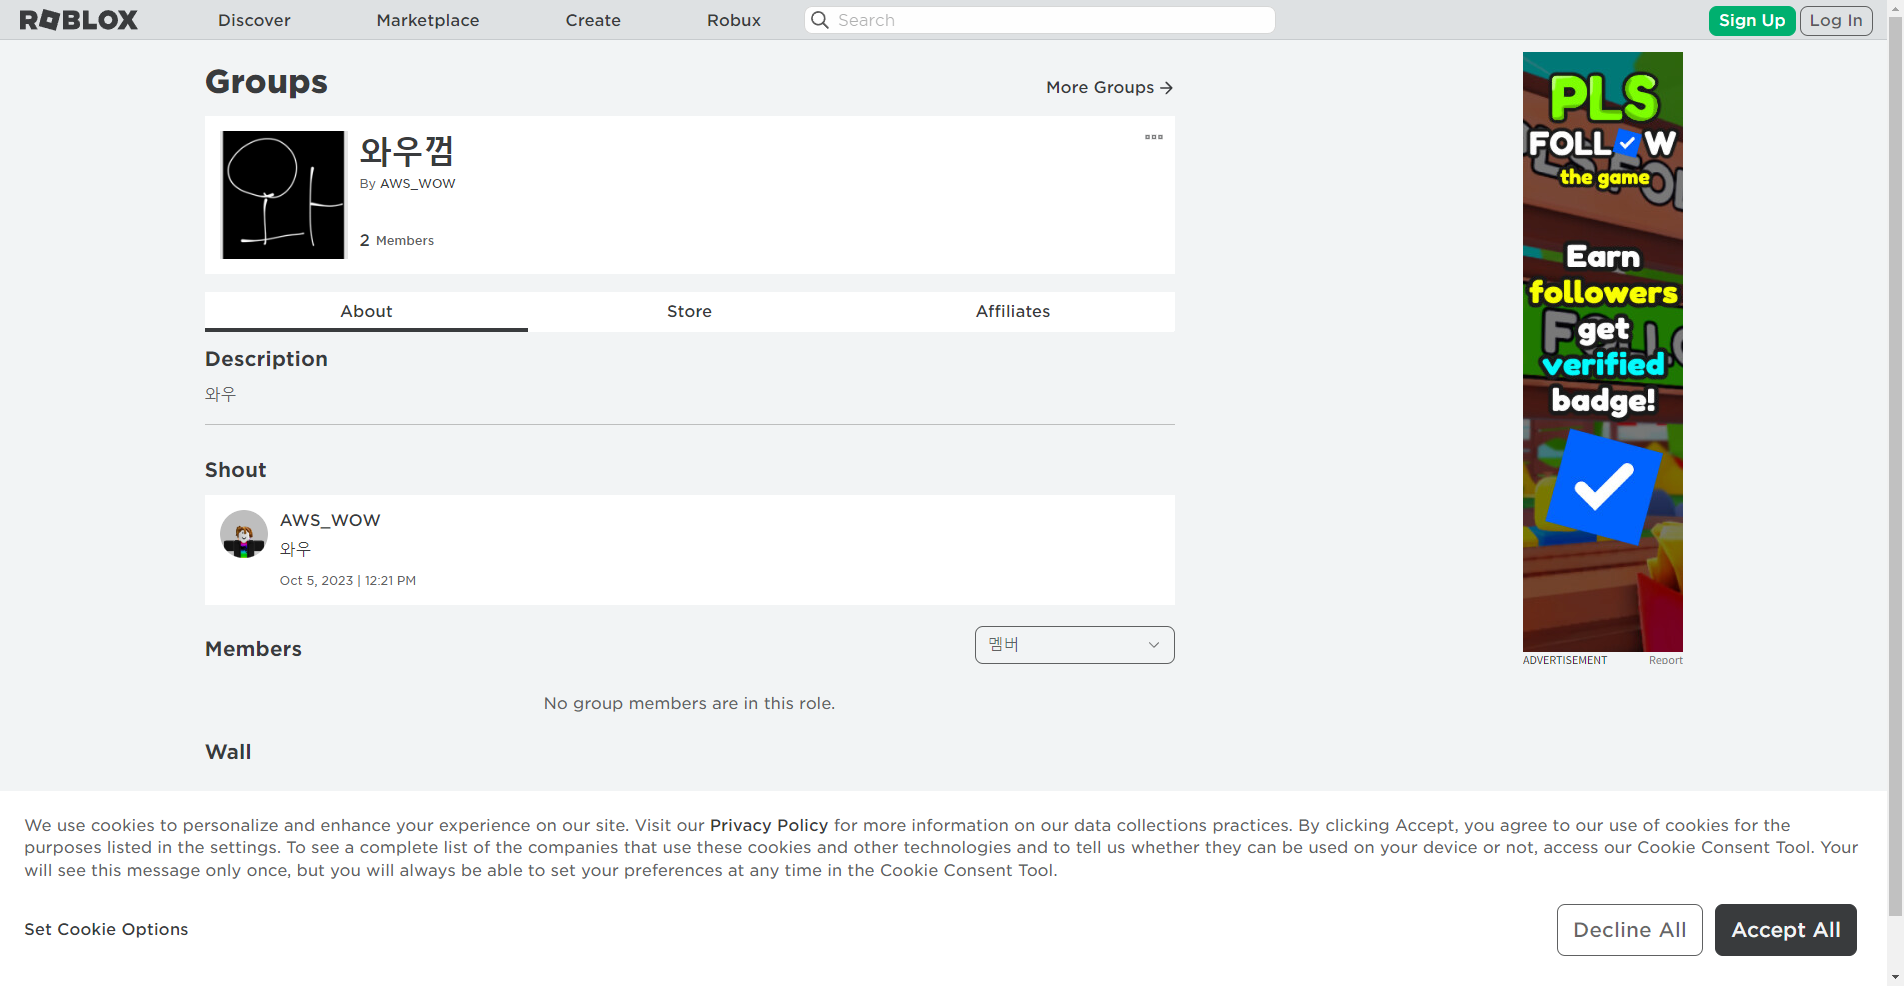 ROBLOX
Discover
Marketplace
Create
Robux
Search
Sign Up
Log In
Groups
More Groups
와
와우껌
By AWS_WOW
2 Members
About
Store
Affiliates
Description
와우
Shout
AWS_WOW
와우
Oct 5, 2023 | 12:21 PM
Members
멤버
No group members are in this role.
Wall
PLS
FOLLOW
the game
Earn
followers
get
verified
badge!
ADVERTISEMENT
Report
We use cookies to personalize and enhance your experience on our site. Visit our Privacy Policy for more information on our data collections practices. By clicking Accept, you agree to our use of cookies for the
purposes listed in the settings. To see a complete list of the companies that use these cookies and other technologies and to tell us whether they can be used on your device or not, access our Cookie Consent Tool. Your
will see this message only once, but you will always be able to set your preferences at any time in the Cookie Consent Tool.
Set Cookie Options
Decline All
Accept All